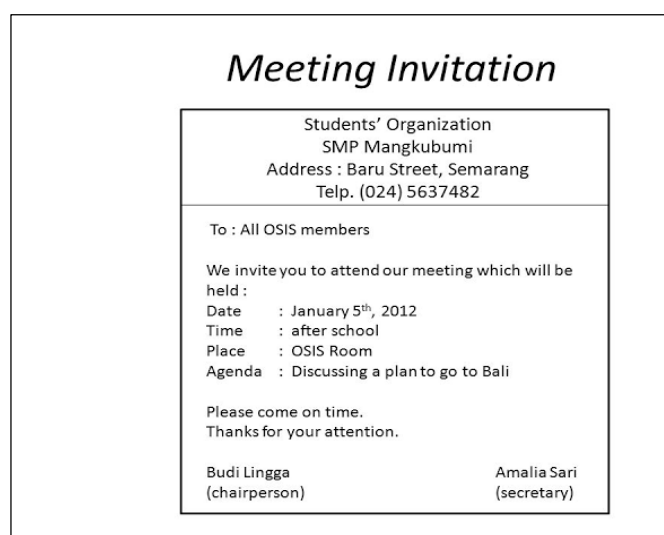 Meeting Invitation
Students’ Organization
SMP Mangkubumi
Address : Baru Street, Semarang
Telp. (024) 5637482
To : All OSIS members
We invite you to attend our meeting which will be
held :
Date : January 5th, 2012
Time : after school
Place : OSIS Room
Agenda : Discussing a plan to go to Bali
Please come on time.
Thanks for your attention.
Budi Lingga Amalia Sari
(chairperson) (secretary)